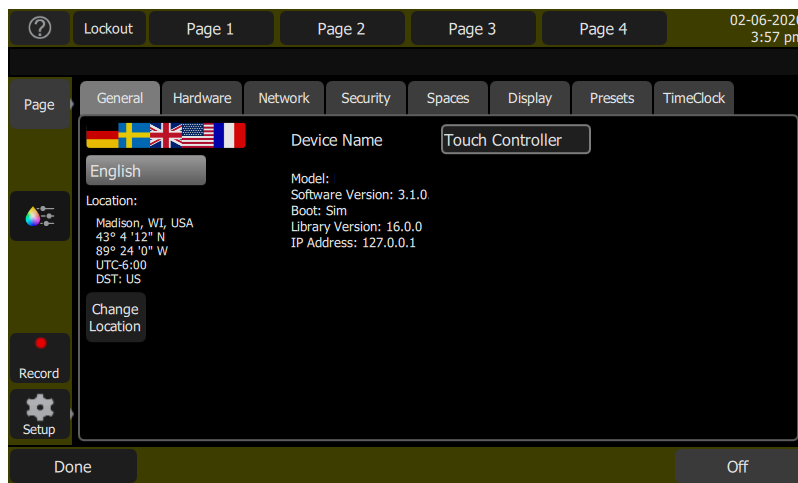 Lockout Page 1 Page 2 Page 3 Page 4 02-06-2026
3:57 pm
Page General Hardware Network Security Spaces Display Presets TimeClock
Device Name Touch Controller
English
Model:
Software Version: 3.1.0
Boot: Sim
Library Version: 16.0.0
IP Address: 127.0.0.1
Location:
Madison, WI, USA
43° 4 '12" N
89° 24 '0" W
UTC-6:00
DST: US
Change
Location
Record
Setup
Done Off